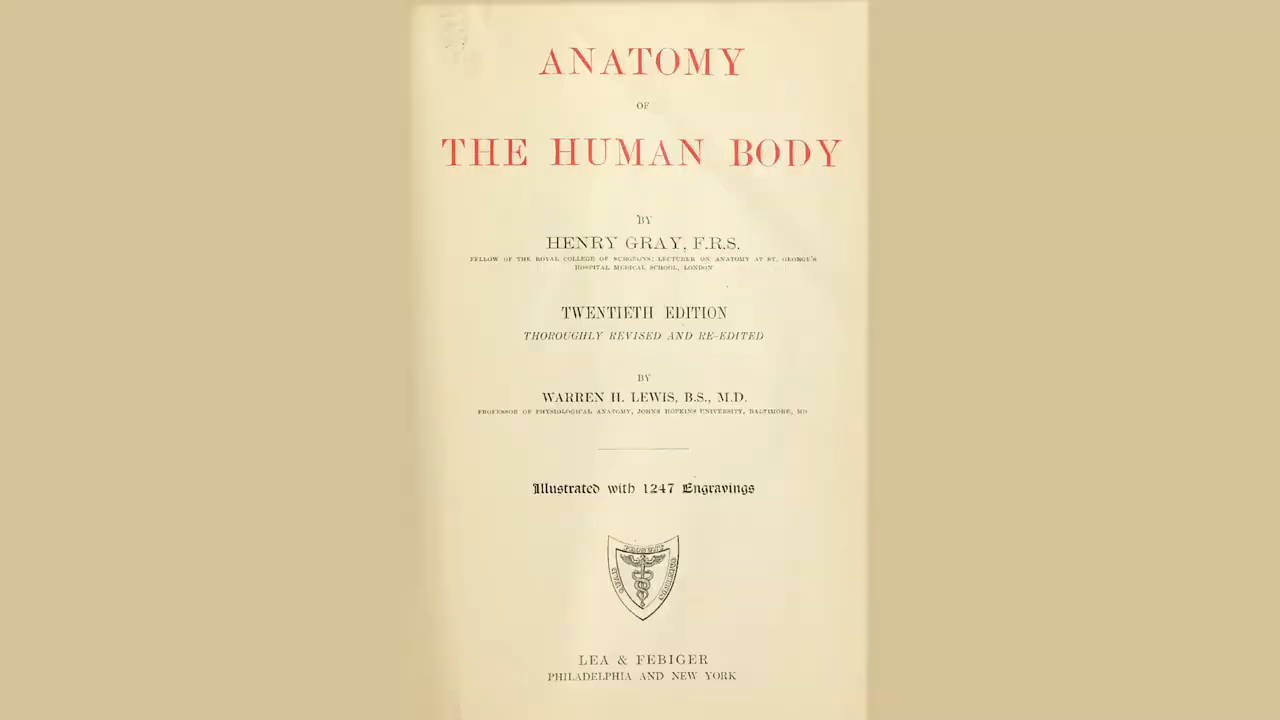 ANATOMY
OF
THE HUMAN BODY
BY
HENRY GRAY, F.R.S.
FELLOW OF THE ROYAL COLLEGE OF SURGEONS; LECTURER ON ANATOMY AT ST. GEORGE'S
HOSPITAL MEDICAL SCHOOL, LONDON
TWENTIETH EDITION
THOROUGHLY REVISED AND RE-EDITED
BY
WARREN H. LEWIS, B.S., M.D.
PROFESSOR OF PHYSIOLOGICAL ANATOMY, JOHNS HOPKINS UNIVERSITY, BALTIMORE, MD
Illustrated with 1247 Engravings
LEA & FEBIGER
PHILADELPHIA AND NEW YORK